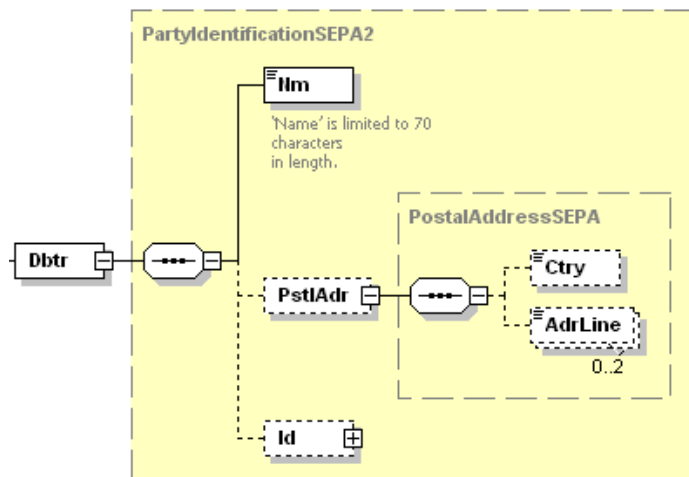 PartyIdentificationSEPA2
Nm
'Name' is limited to 70
characters
in length.
PostalAddressSEPA
Dbtr
Ctry
PstlAdr
AdrLine
0..2
Id